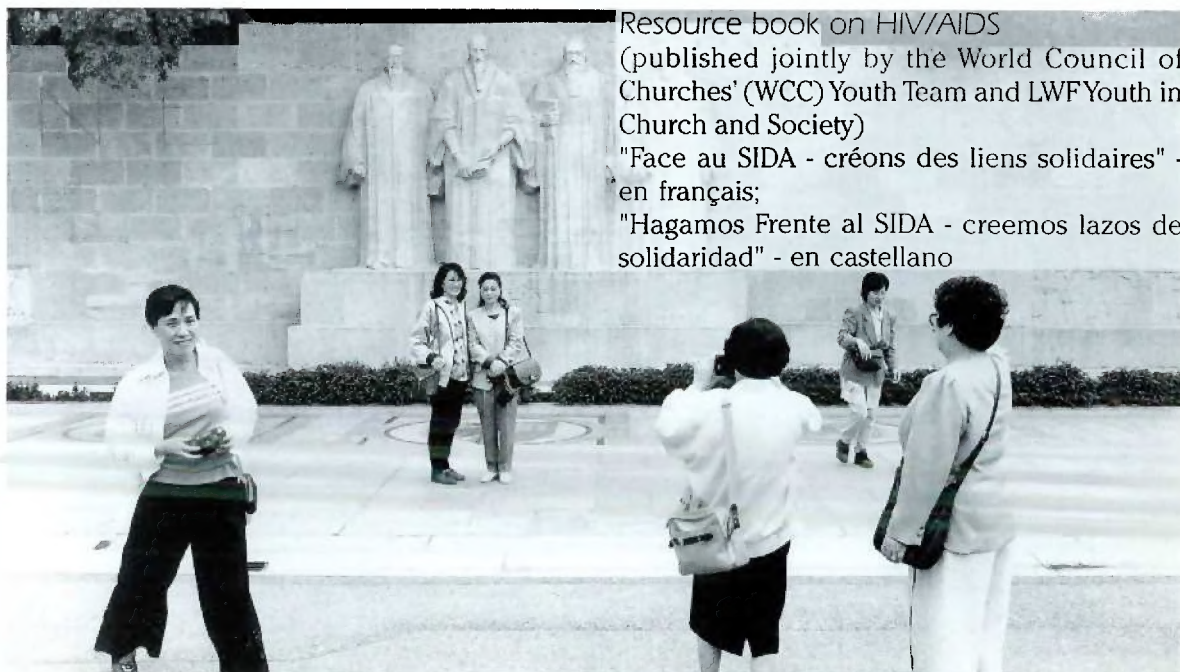 Resource book on HIV/AIDS
(published jointly by the World Council of
Churches' (WCC) Youth Team and LWF Youth in
Church and Society)
"Face au SIDA - créons des liens solidaires" -
en français;
"Hagamos Frente al SIDA - creemos lazos de
solidaridad" - en castellano